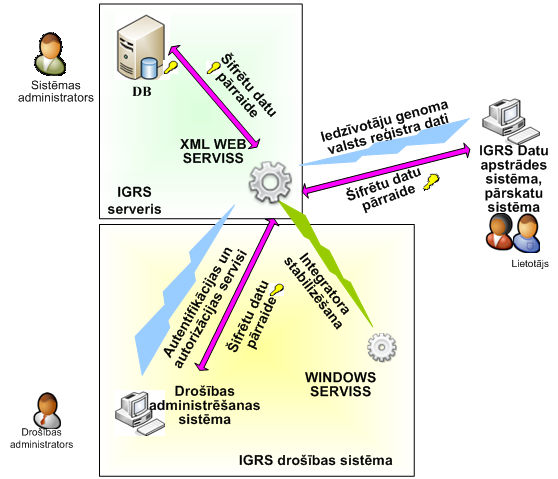 Sistēmas
administrators
DB
Šifrētu datu
pārraide
XML WEB
SERVISS
IGRS
serveris
Iedzīvotāju genoma
valsts reģistra dati
Šifrētu datu
pārraide
IGRS Datu
apstrādes
sistēma,
pārskatu
sistēma
Lietotājs
Autentifikācijas un
autorizācijas servisi
Šifrētu datu
pārraide
Integratora
stabilizēšana
WINDOWS
SERVISS
Drošības
administrēšanas
sistēma
Drošības
administrators
IGRS drošības sistēma